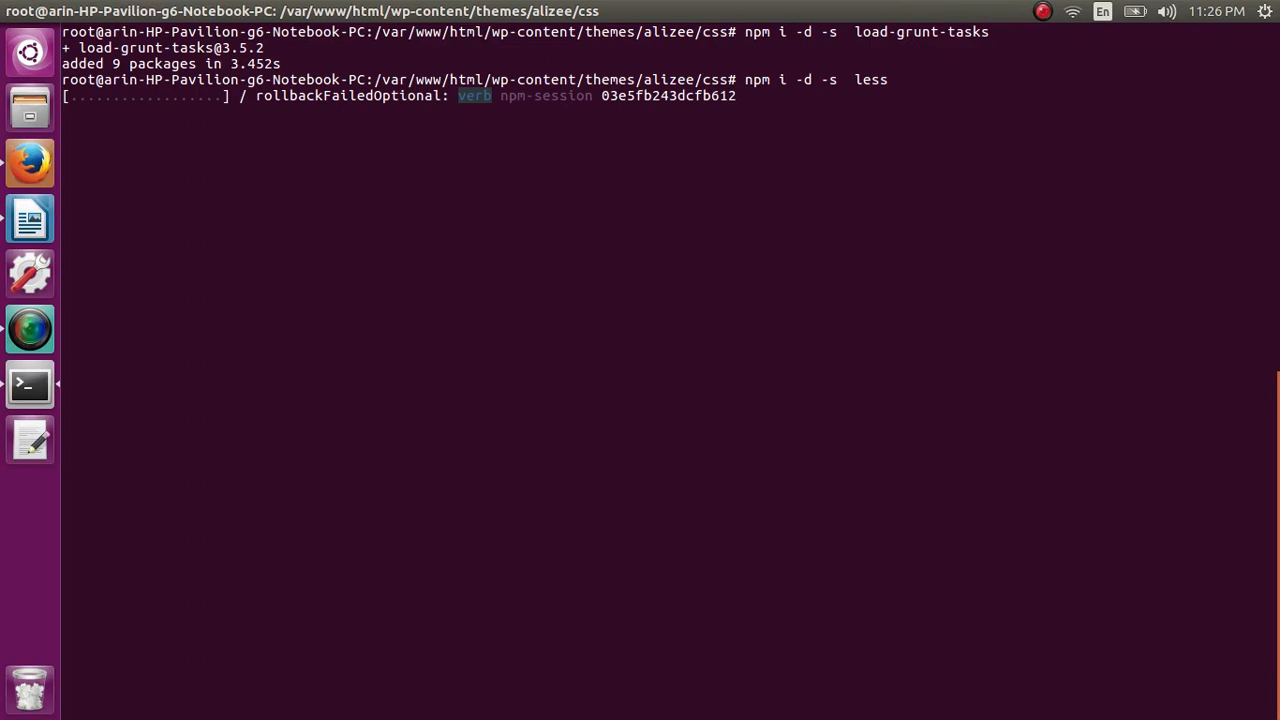 root@arin-HP-Pavilion-g6-Notebook-PC: /var/www/html/wp-content/themes/alizee/css
En
11:26 PM
root@arin-HP-Pavilion-g6-Notebook-PC:/var/www/html/wp-content/themes/alizee/css# npm i -d -s  load-grunt-tasks
+ load-grunt-tasks@3.5.2
added 9 packages in 3.452s
root@arin-HP-Pavilion-g6-Notebook-PC:/var/www/html/wp-content/themes/alizee/css# npm i -d -s  less
[..................] / rollbackFailedOptional: verb npm-session 03e5fb243dcfb612
>_